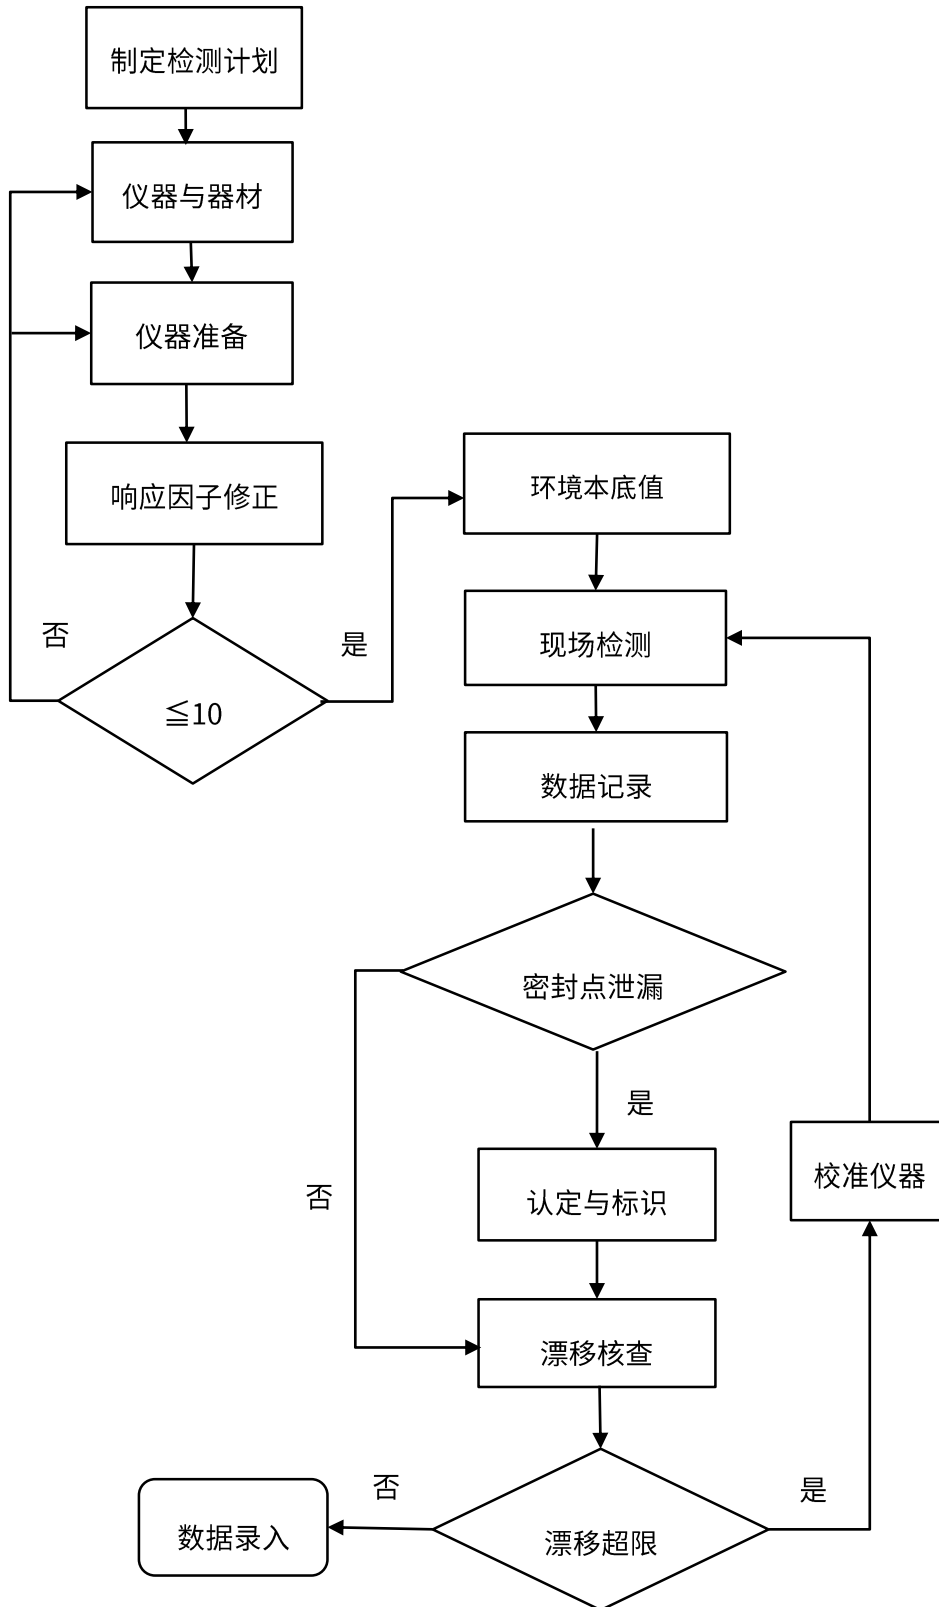 制定检测计划
仪器与器材
仪器准备
响应因子修正
否
≦10
是
环境本底值
现场检测
数据记录
密封点泄漏
是
否
认定与标识
校准仪器
漂移核查
漂移超限
否
是
数据录入